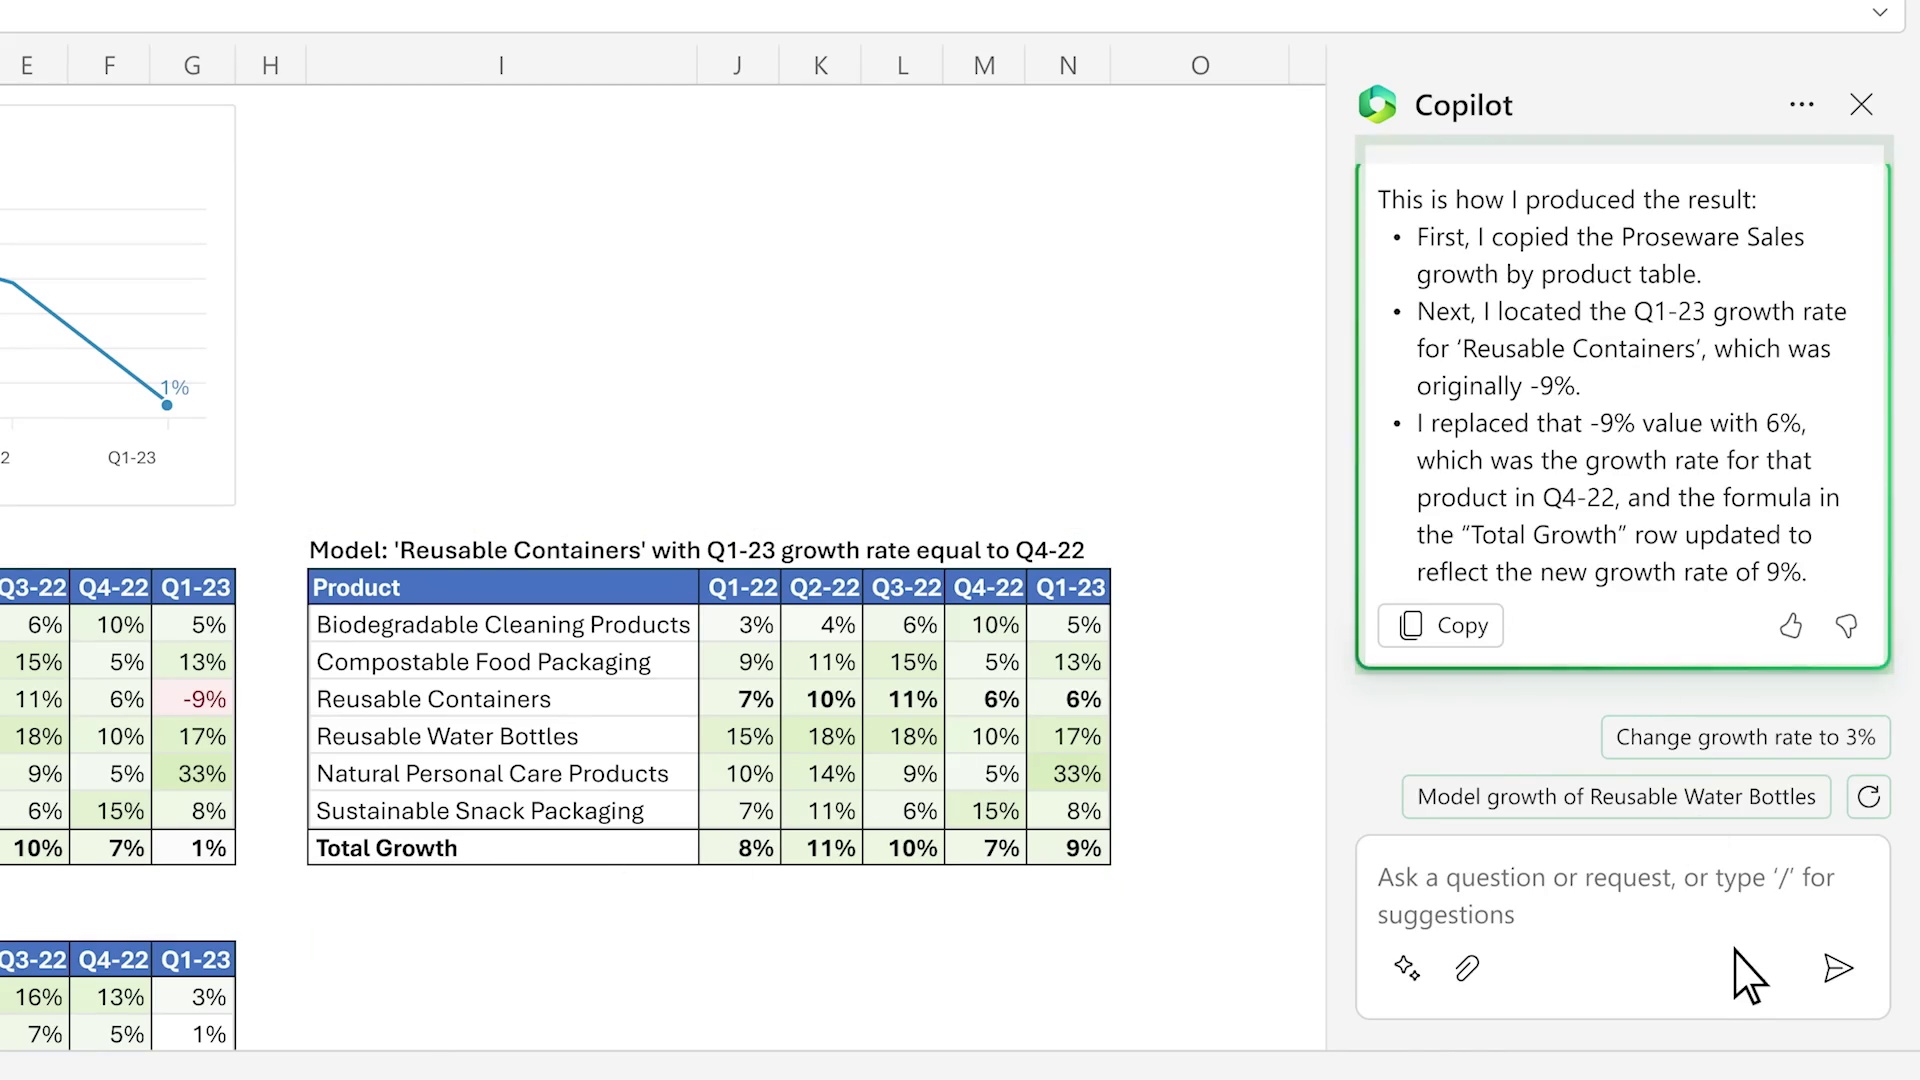 E F G H I J K L M N O
1%
2 Q1-23
Q3-22 Q4-22 Q1-23
6% 10% 5%
15% 5% 13%
11% 6% -9%
18% 10% 17%
9% 5% 33%
6% 15% 8%
10% 7% 1%
Q3-22 Q4-22 Q1-23
16% 13% 3%
7% 5% 1%
Model: 'Reusable Containers' with Q1-23 growth rate equal to Q4-22
Product Q1-22 Q2-22 Q3-22 Q4-22 Q1-23
Biodegradable Cleaning Products 3% 4% 6% 10% 5%
Compostable Food Packaging 9% 11% 15% 5% 13%
Reusable Containers 7% 10% 11% 6% 6%
Reusable Water Bottles 15% 18% 18% 10% 17%
Natural Personal Care Products 10% 14% 9% 5% 33%
Sustainable Snack Packaging 7% 11% 6% 15% 8%
Total Growth 8% 11% 10% 7% 9%
Copilot
This is how I produced the result:
• First, I copied the Proseware Sales
growth by product table.
• Next, I located the Q1-23 growth rate
for ‘Reusable Containers’, which was
originally -9%.
• I replaced that -9% value with 6%,
which was the growth rate for that
product in Q4-22, and the formula in
the “Total Growth” row updated to
reflect the new growth rate of 9%.
Copy
Change growth rate to 3%
Model growth of Reusable Water Bottles
Ask a question or request, or type ‘/’ for
suggestions